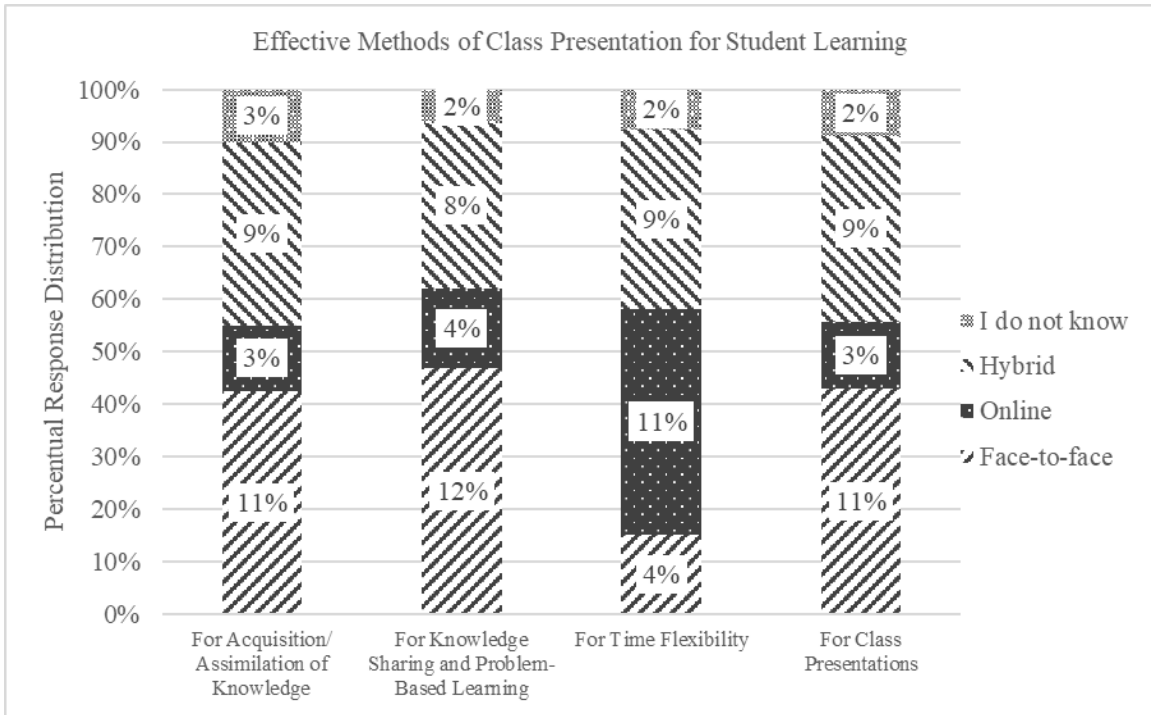 Effective Methods of Class Presentation for Student Learning
Percentual Response Distribution
100%
90%
80%
70%
60%
50%
40%
30%
20%
10%
0%
3%
9%
3%
11%
2%
8%
4%
12%
2%
9%
11%
4%
2%
9%
3%
11%
For Acquisition/
Assimilation of
Knowledge
For Knowledge
Sharing and Problem-
Based Learning
For Time Flexibility
For Class
Presentations
I do not know
Hybrid
Online
Face-to-face